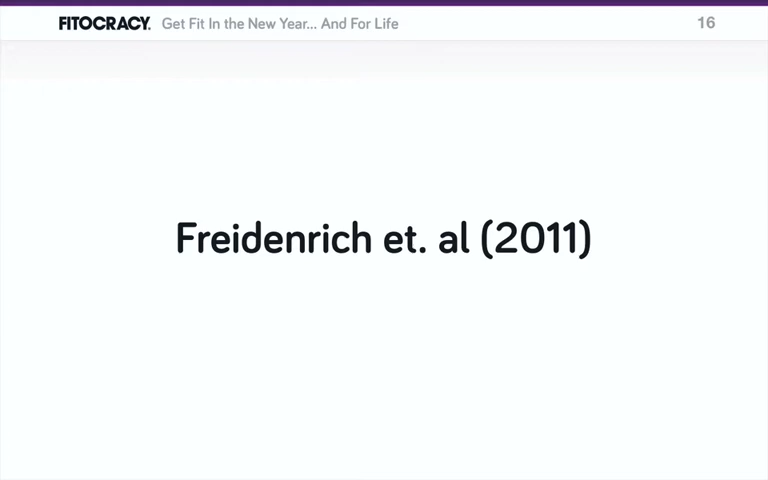 FITOCRACY. Get Fit In the New Year... And For Life 16
Freidenrich et. al (2011)